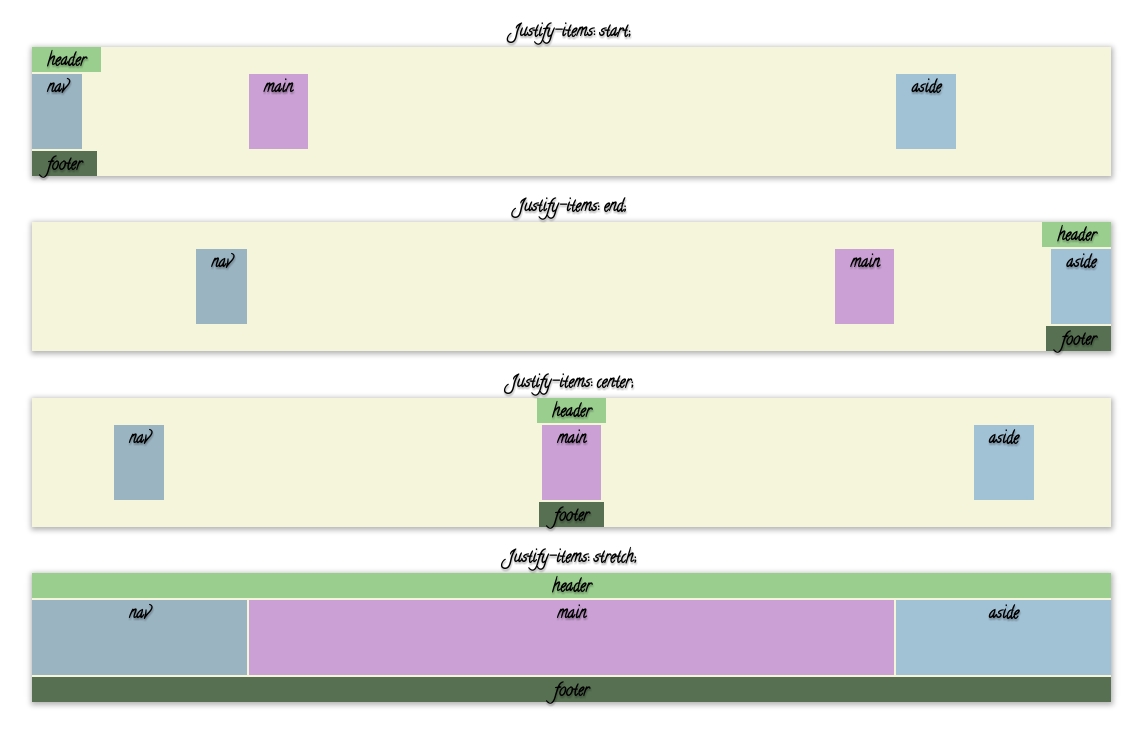 Justify-items: start;
header
nav main aside
footer
Justify-items: end;
header
nav main aside
footer
Justify-items: center;
header
nav main aside
footer
Justify-items: stretch;
header
nav main aside
footer